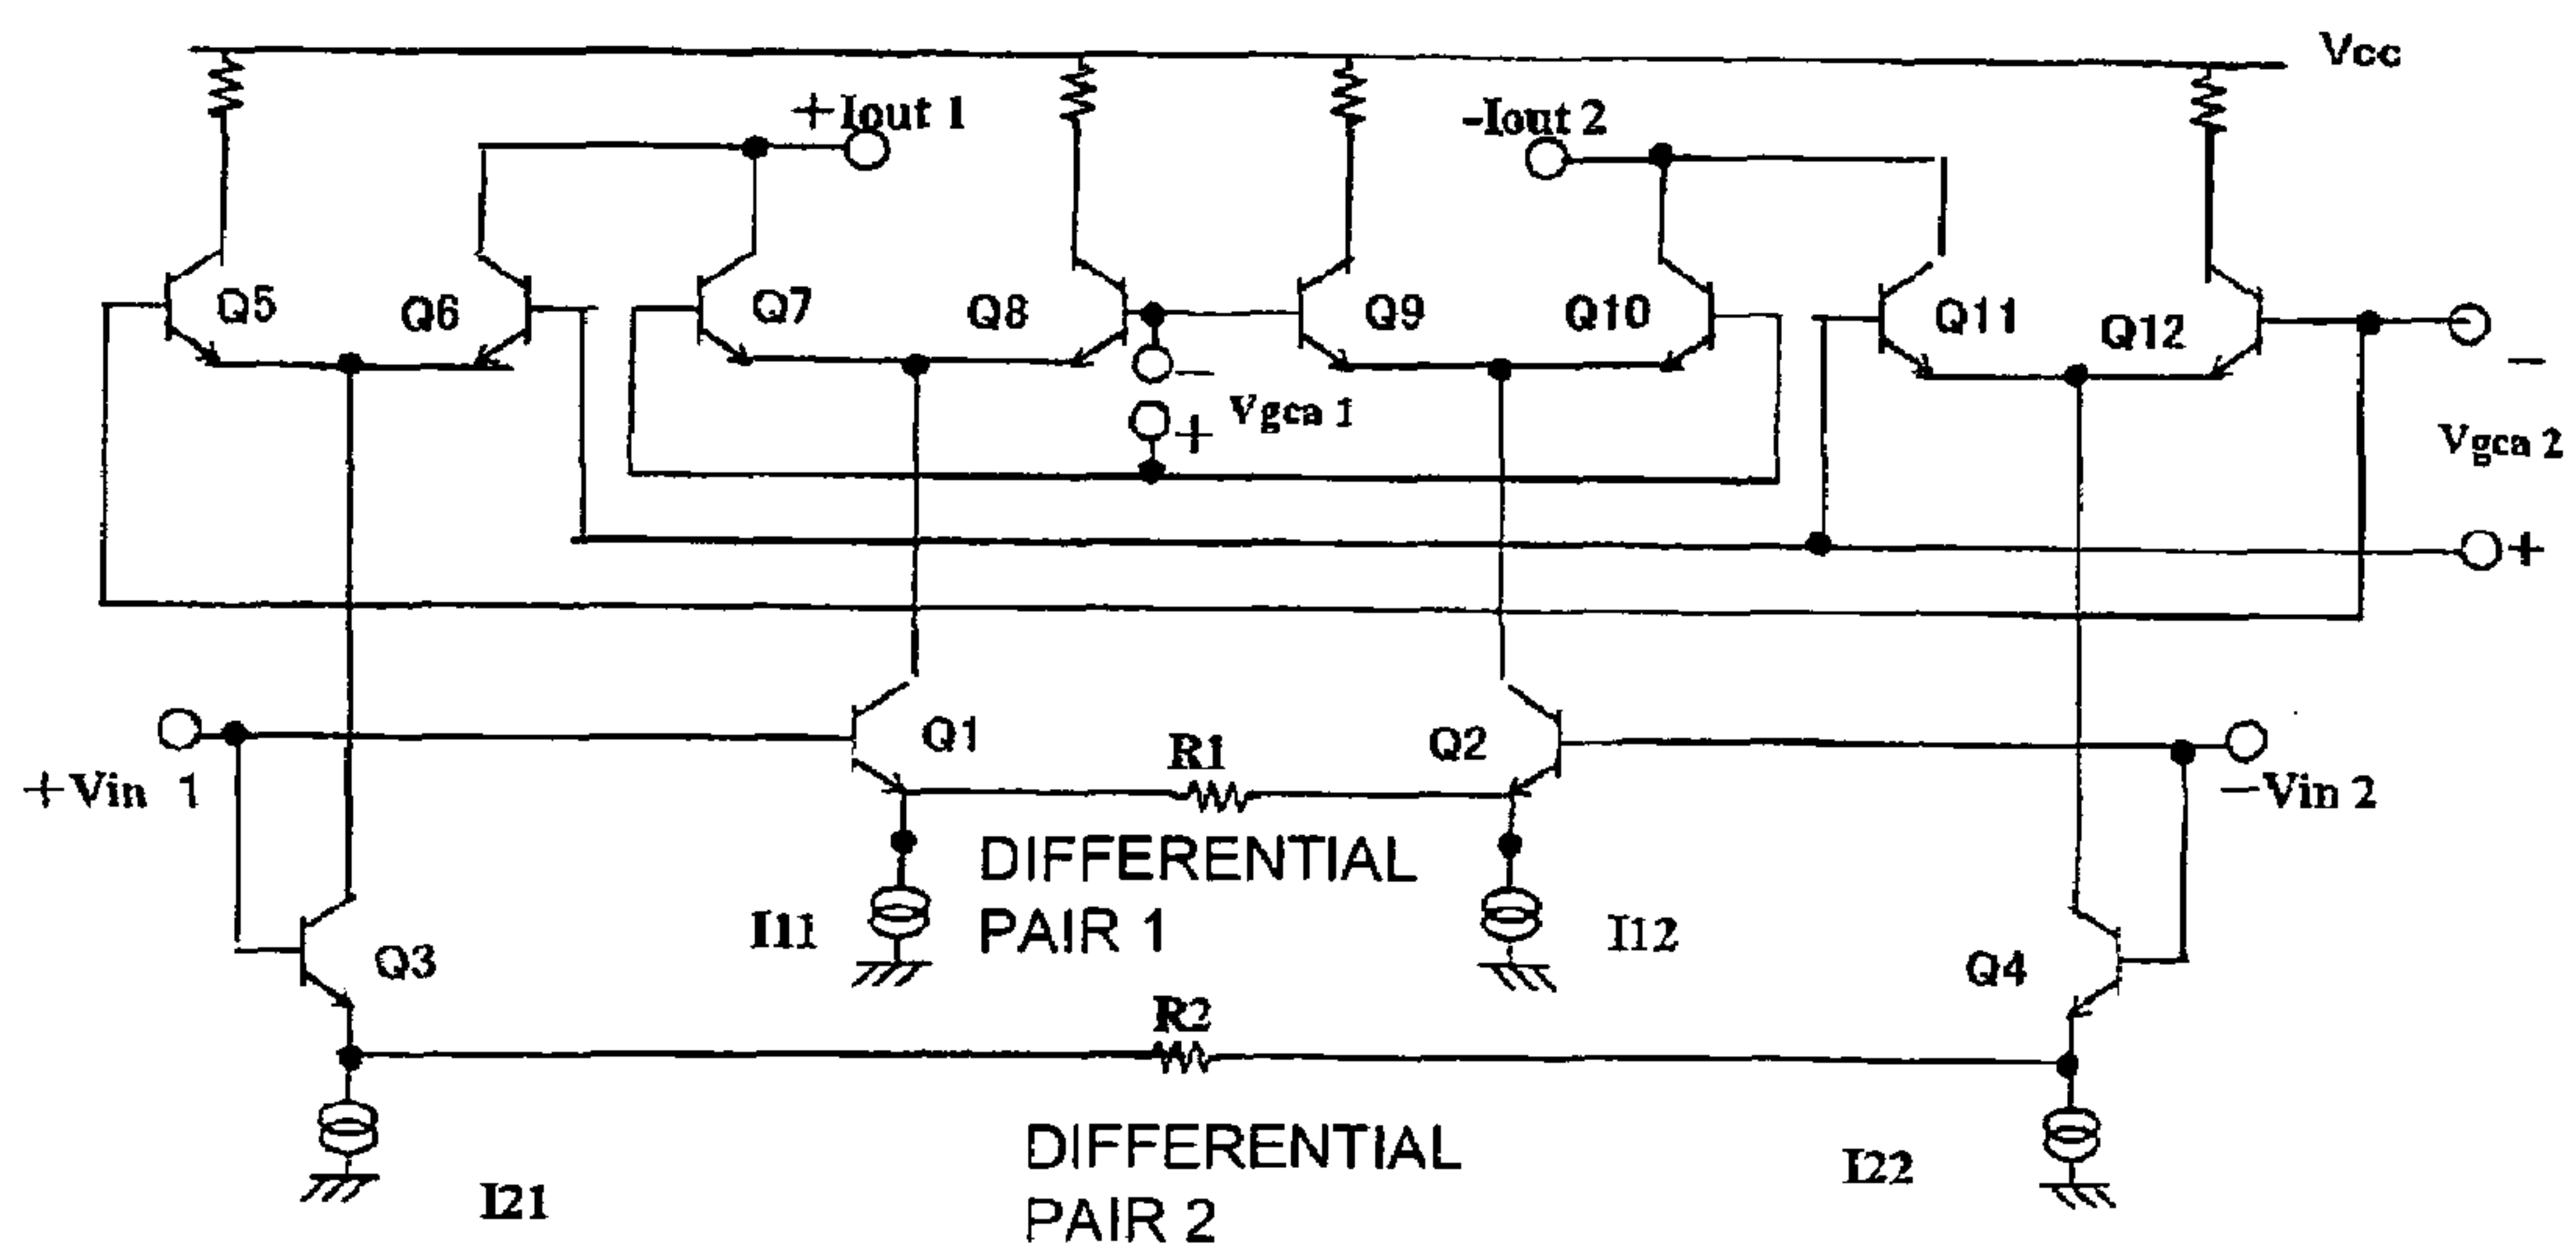 Vcc
+Iout 1
-Iout 2
Q5
Q6
Q7
Q8
Q9
Q10
Q11
Q12
−
Vgca 1
+
−
Vgca 2
+
+Vin 1
Q1
R1
Q2
−Vin 2
DIFFERENTIAL
PAIR 1
I11
I12
Q3
Q4
R2
DIFFERENTIAL
PAIR 2
I21
I22